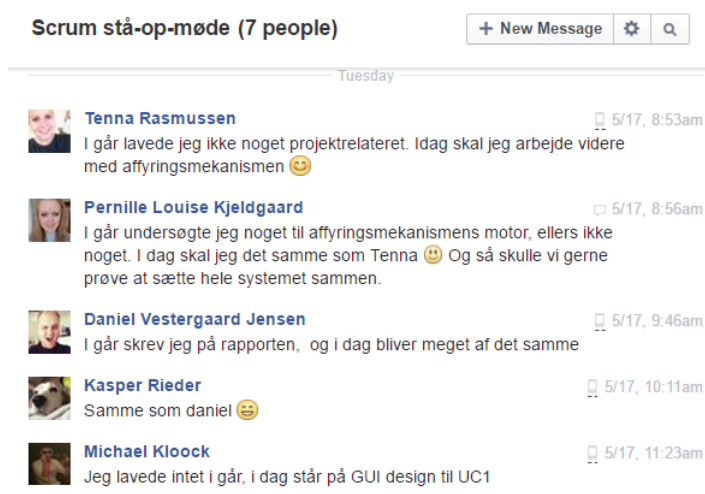 Scrum stå-op-møde (7 people)
+ New Message
Tuesday
Tenna Rasmussen
5/17, 8:53am
I går lavede jeg ikke noget projektrelateret. Idag skal jeg arbejde videre
med affyringsmekanismen 😊
Pernille Louise Kjeldgaard
5/17, 8:56am
I går undersøgte jeg noget til affyringsmekanismens motor, ellers ikke
noget. I dag skal jeg det samme som Tenna 🙂 Og så skulle vi gerne
prøve at sætte hele systemet sammen.
Daniel Vestergaard Jensen
5/17, 9:46am
I går skrev jeg på rapporten,  og i dag bliver meget af det samme
Kasper Rieder
5/17, 10:11am
Samme som daniel 😄
Michael Kloock
5/17, 11:23am
Jeg lavede intet i går, i dag står på GUI design til UC1